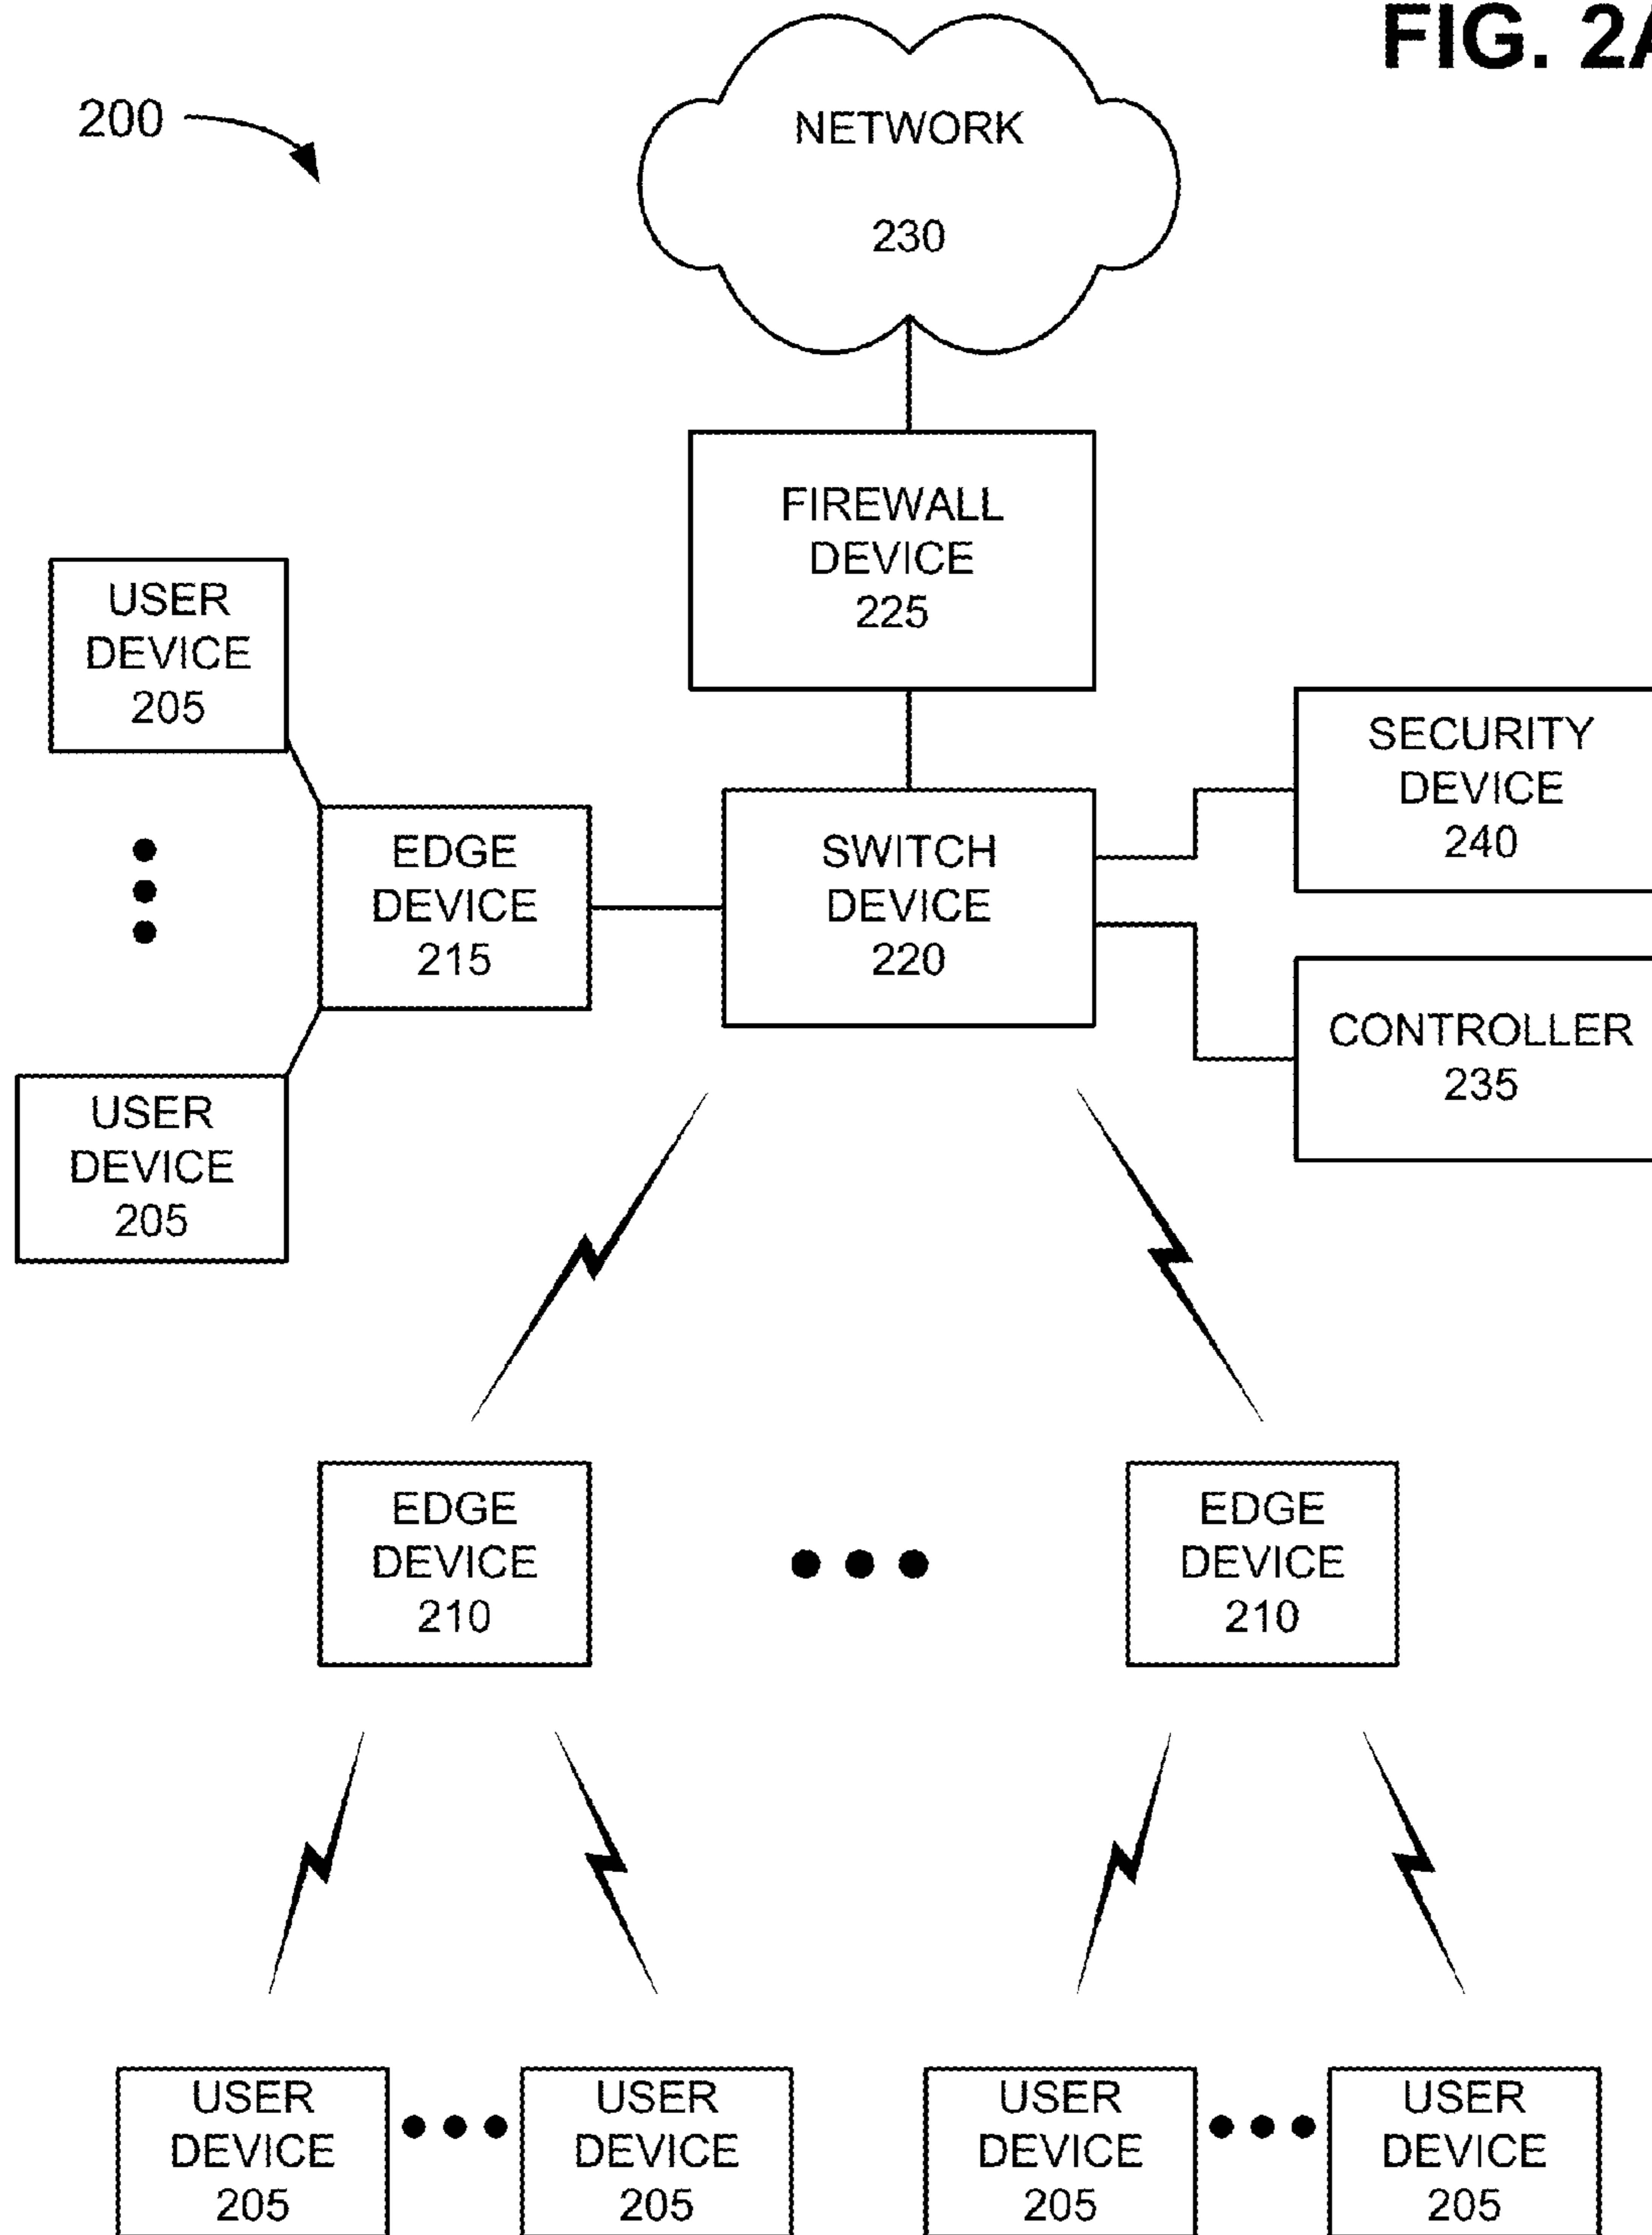 FIG. 2A
200
NETWORK
230
FIREWALL
DEVICE
225
USER
DEVICE
205
SECURITY
DEVICE
240
EDGE
DEVICE
215
SWITCH
DEVICE
220
CONTROLLER
235
USER
DEVICE
205
EDGE
DEVICE
210
EDGE
DEVICE
210
USER
DEVICE
205
USER
DEVICE
205
USER
DEVICE
205
USER
DEVICE
205